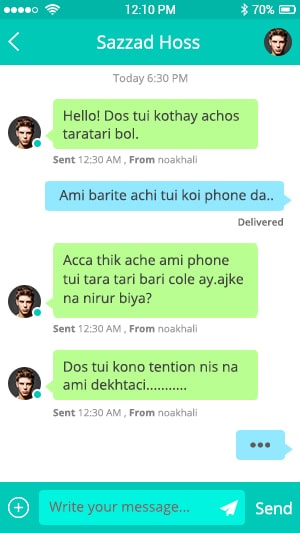 12:10 PM 70%
Sazzad Hoss
Today 6:30 PM
Hello! Dos tui kothay achos
taratari bol.
Sent 12:30 AM , From noakhali
Ami barite achi tui koi phone da..
Delivered
Acca thik ache ami phone
tui tara tari bari cole ay.ajke
na nirur biya?
Sent 12:30 AM , From noakhali
Dos tui kono tention nis na
ami dekhtaci...........
Sent 12:30 AM , From noakhali
Write your message... Send